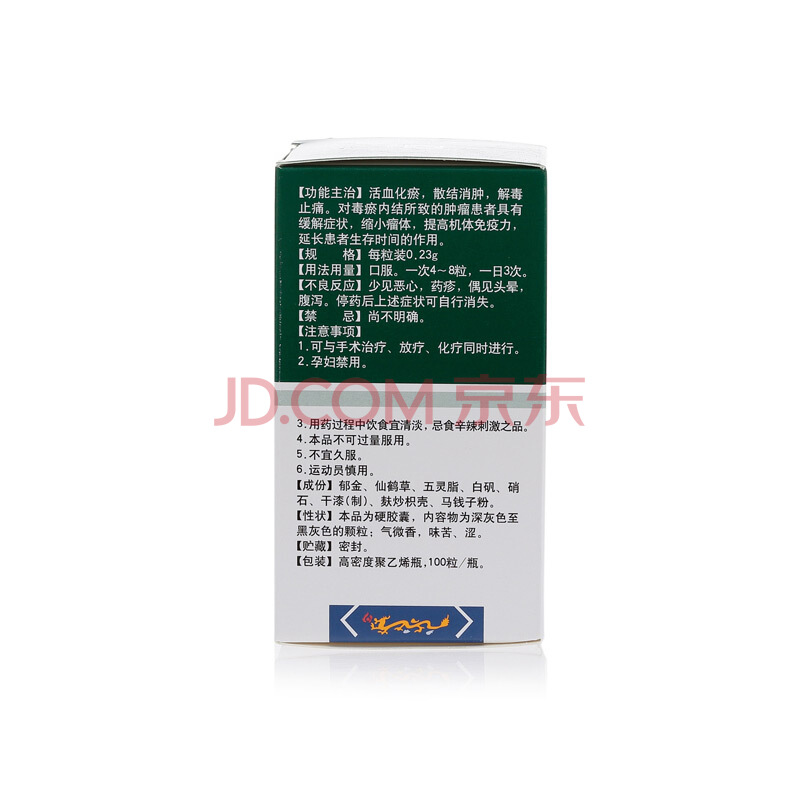 【功能主治】活血化瘀，散结消肿，解毒
止痛。对毒瘀内结所致的肿瘤患者具有
缓解症状，缩小瘤体，提高机体免疫力，
延长患者生存时间的作用。
【规　　格】每粒装0.23g
【用法用量】口服。一次4～8粒，一日3次。
【不良反应】少见恶心，药疹，偶见头晕，
腹泻。停药后上述症状可自行消失。
【禁　　忌】尚不明确。
【注意事项】
1.可与手术治疗、放疗、化疗同时进行。
2.孕妇禁用。
JD.COM 京东
3.用药过程中饮食宜清淡，忌食辛辣刺激之品。
4.本品不可过量服用。
5.不宜久服。
6.运动员慎用。
【成份】郁金、仙鹤草、五灵脂、白矾、硝
石、干漆(制)、麸炒枳壳、马钱子粉。
【性状】本品为硬胶囊，内容物为深灰色至
黑灰色的颗粒；气微香，味苦、涩。
【贮藏】密封。
【包装】高密度聚乙烯瓶,100粒/瓶。